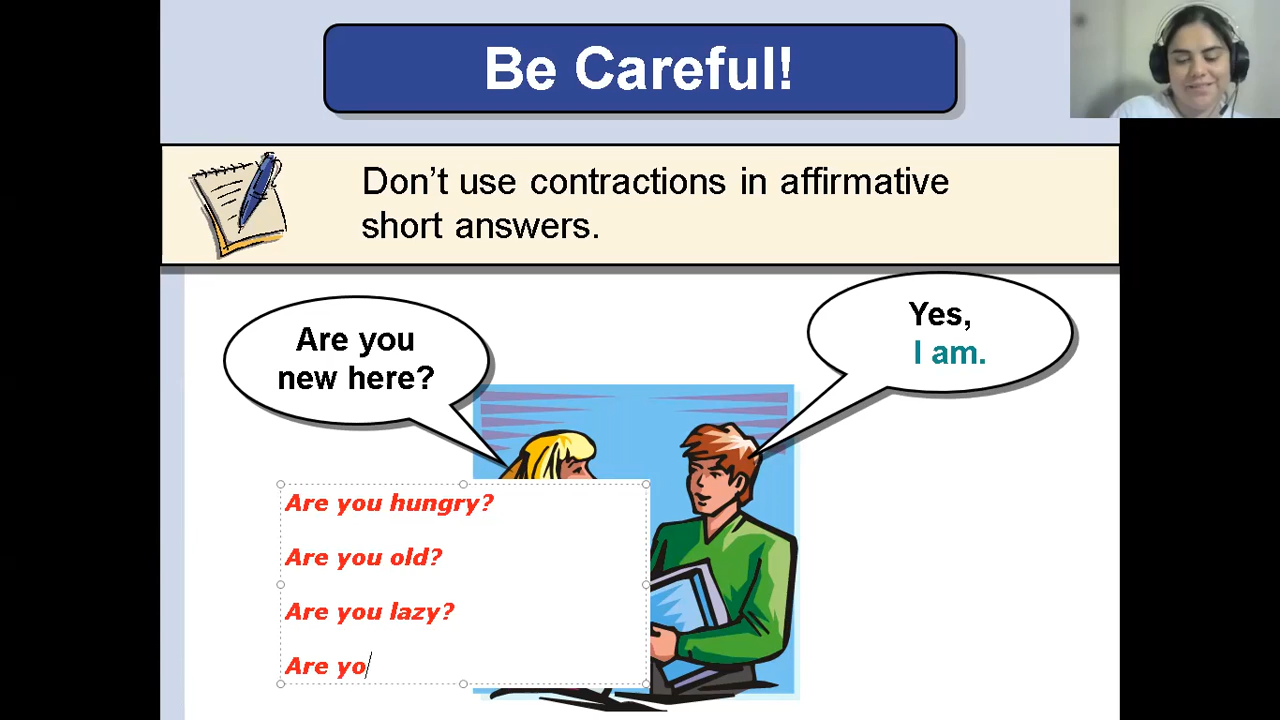 Be Careful!
Don't use contractions in affirmative
short answers.
Are you
new here?
Yes,
I am.
Are you hungry?
Are you old?
Are you lazy?
Are yo